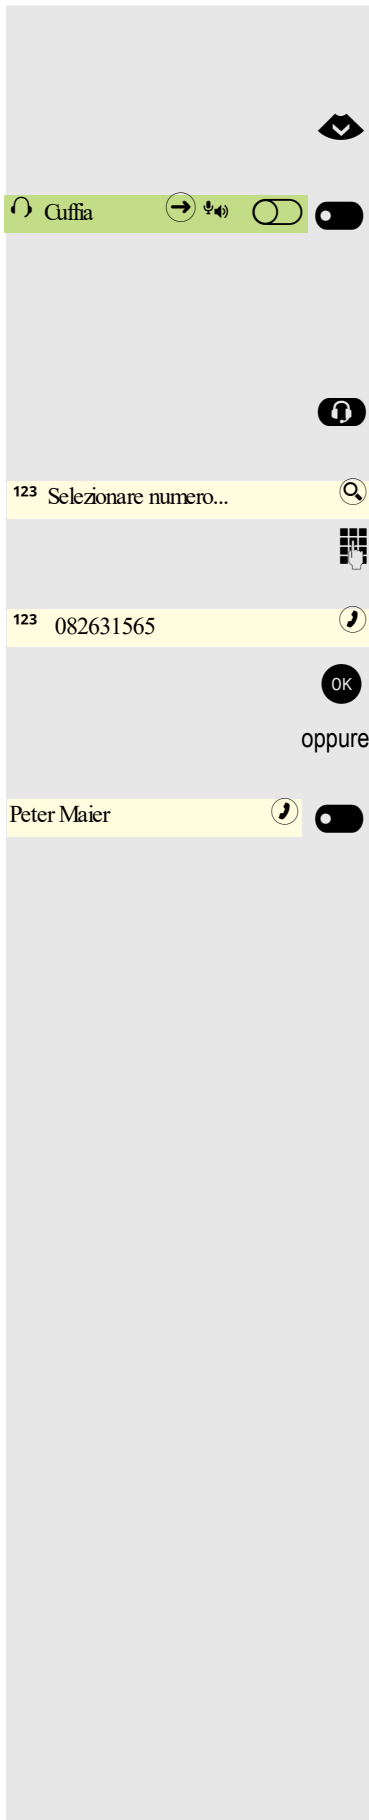 Cuffia
123 Selezionare numero...
123 082631565
OK
oppure
Peter Maier